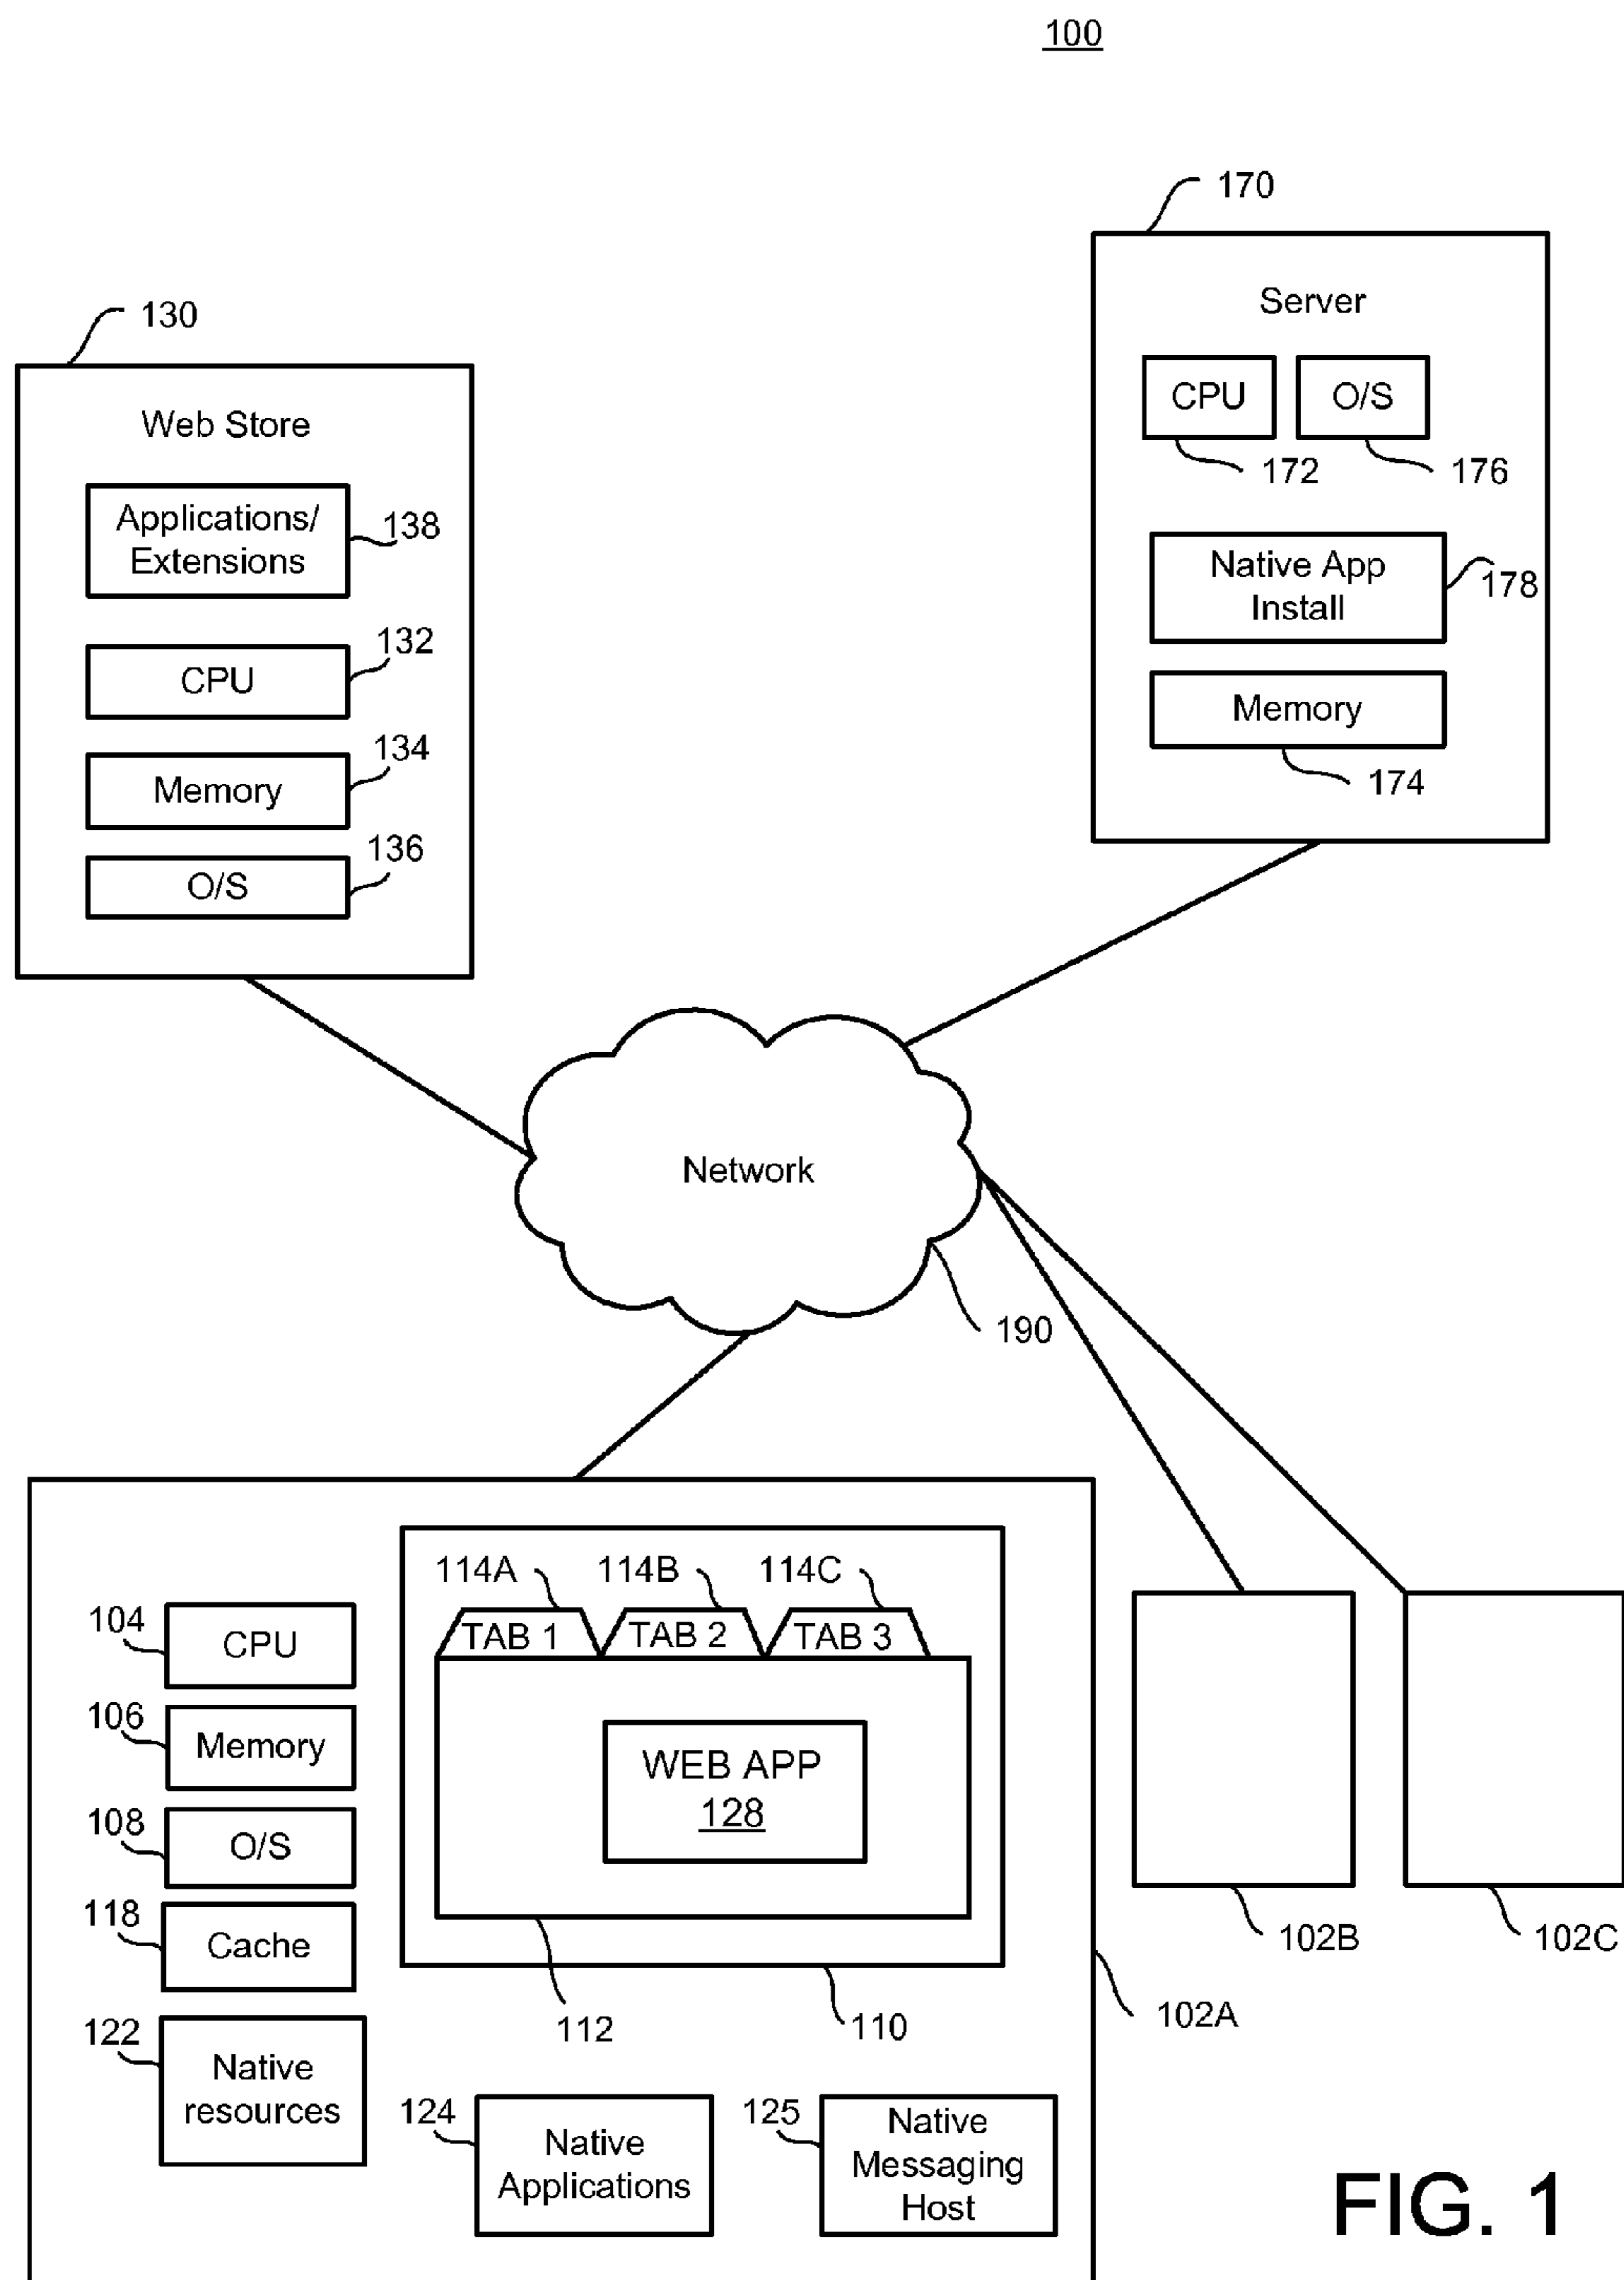 100
170
Server
CPU
O/S
172
176
Native App
Install
178
Memory
174
130
Web Store
Applications/
Extensions
138
CPU
132
Memory
134
O/S
136
Network
190
114A
114B
114C
TAB 1
TAB 2
TAB 3
WEB APP
128
104
CPU
106
Memory
108
O/S
118
Cache
122
Native
resources
112
110
102A
102B
102C
124
Native
Applications
125
Native
Messaging
Host
FIG. 1